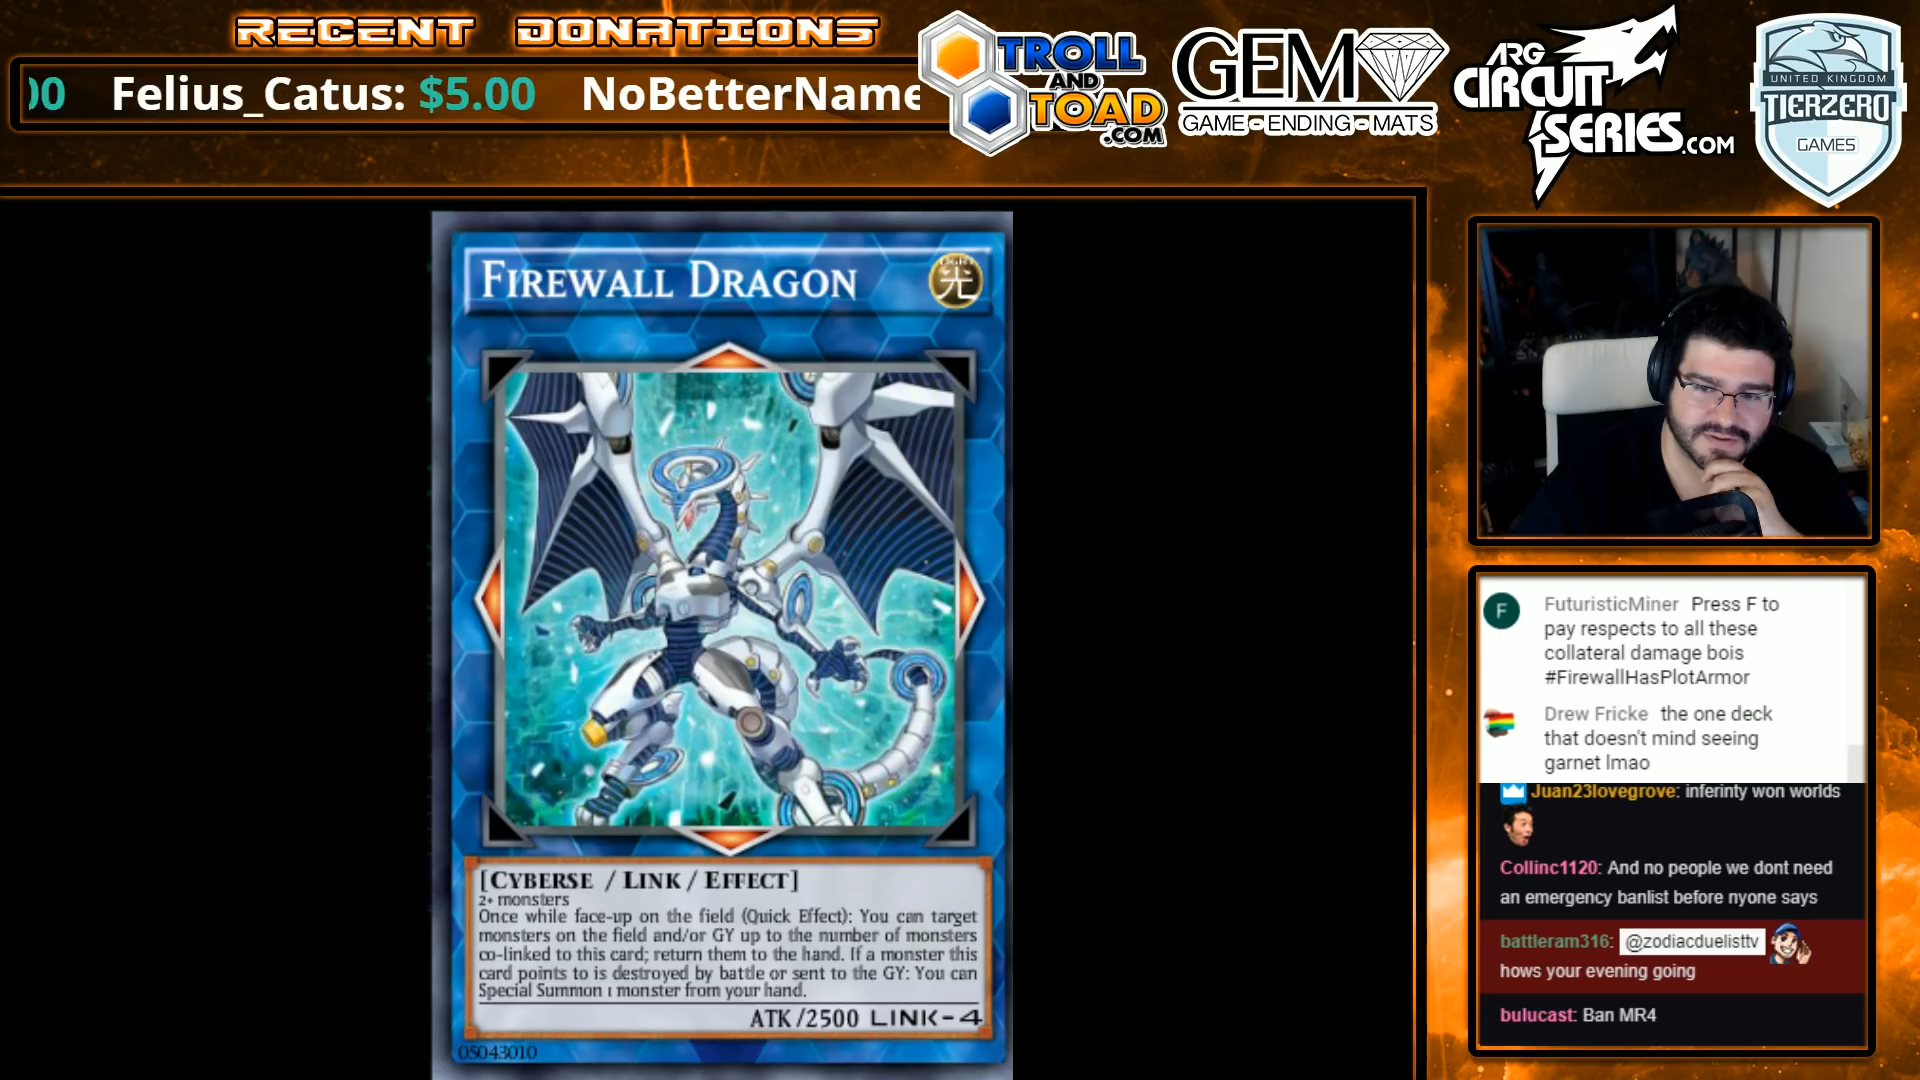 RECENT DONATIONS
00 Felius_Catus: $5.00 NoBetterName
TROLL
AND
TOAD
.COM
GEM
GAME-ENDING-MATS
ARG
CIRCUIT
SERIES.COM
UNITED KINGDOM
TIERZERO
GAMES
FIREWALL DRAGON
LIGHT
光
[CYBERSE / LINK / EFFECT]
2+ monsters
Once while face-up on the field (Quick Effect): You can target
monsters on the field and/or GY up to the number of monsters
co-linked to this card; return them to the hand. If a monster this
card points to is destroyed by battle or sent to the GY: You can
Special Summon 1 monster from your hand.
ATK/2500 LINK-4
05043010
F
FuturisticMiner Press F to
pay respects to all these
collateral damage bois
#FirewallHasPlotArmor
Drew Fricke the one deck
that doesn't mind seeing
garnet lmao
Juan23lovegrove: inferinty won worlds
Collinc1120: And no people we dont need
an emergency banlist before nyone says
battleram316: @zodiacduelisttv
hows your evening going
bulucast: Ban MR4